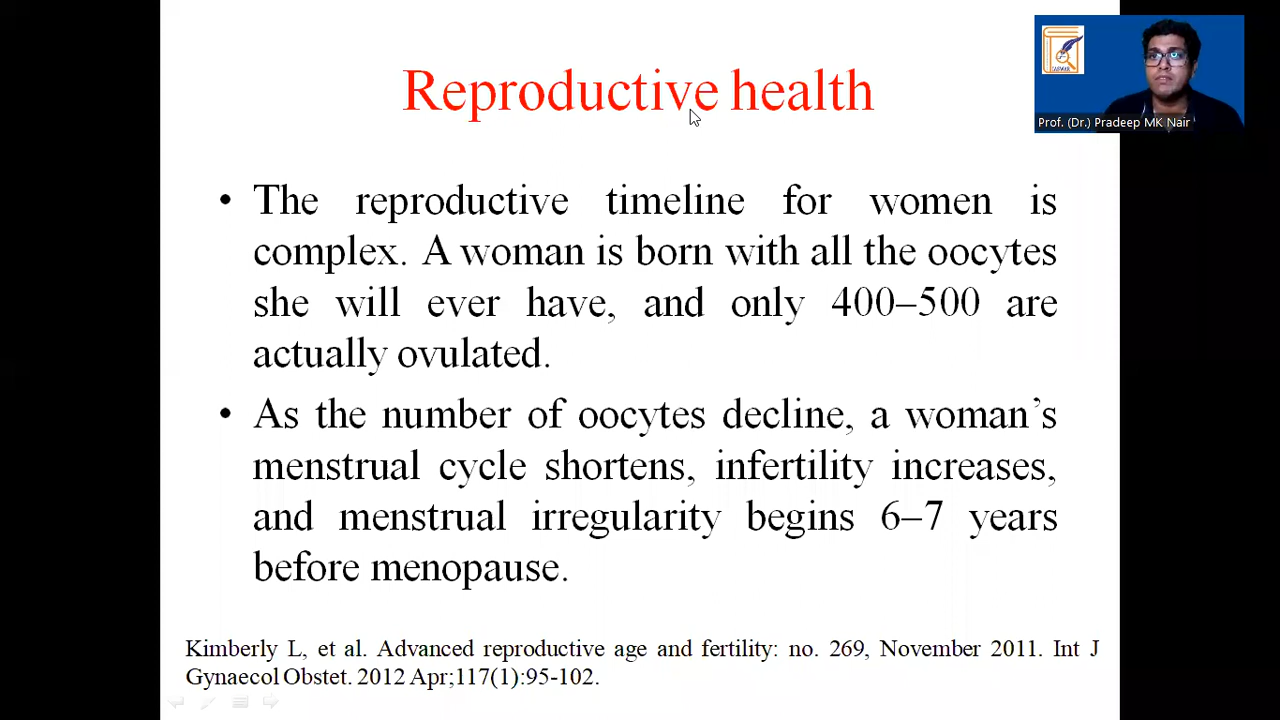 Reproductive health
Prof. (Dr.) Pradeep MK Nair
• The reproductive timeline for women is
complex. A woman is born with all the oocytes
she will ever have, and only 400–500 are
actually ovulated.
• As the number of oocytes decline, a woman’s
menstrual cycle shortens, infertility increases,
and menstrual irregularity begins 6–7 years
before menopause.
Kimberly L, et al. Advanced reproductive age and fertility: no. 269, November 2011. Int J
Gynaecol Obstet. 2012 Apr;117(1):95-102.